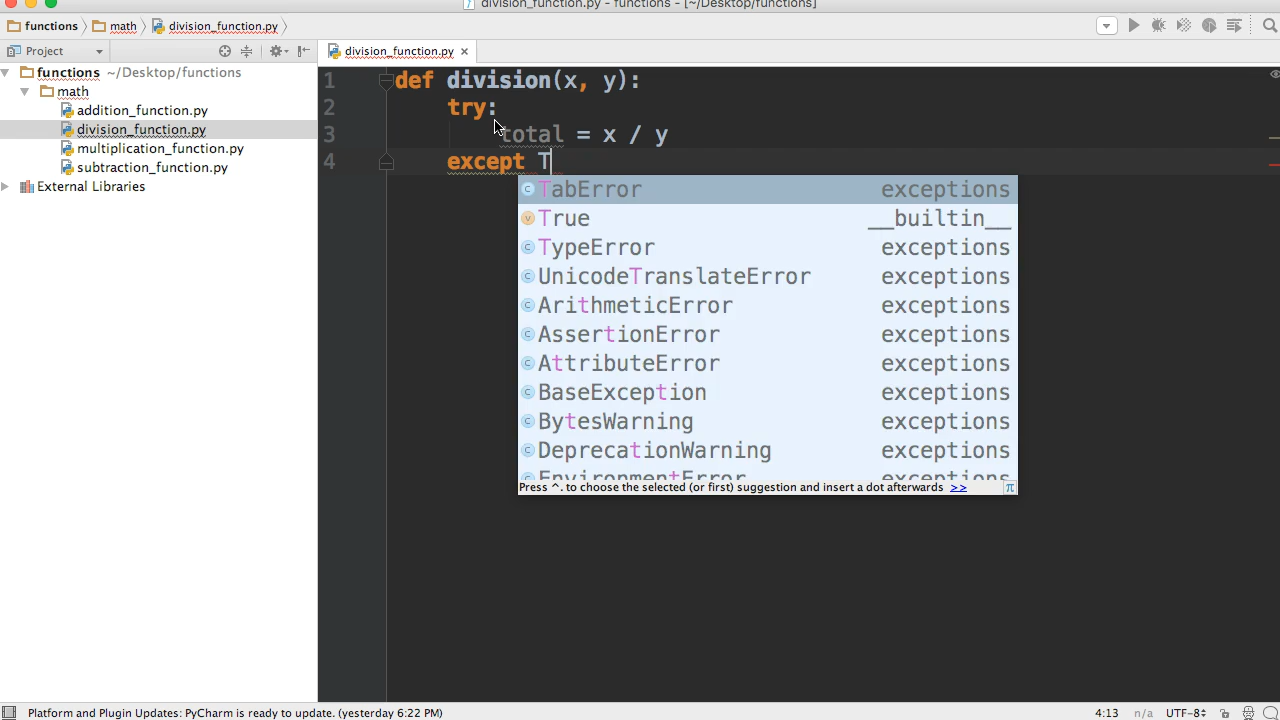 division_function.py - functions - [~/Desktop/functions]
functions math division_function.py
Project
division_function.py
functions ~/Desktop/functions
math
addition_function.py
division_function.py
multiplication_function.py
subtraction_function.py
External Libraries
1 def division(x, y):
2 try:
3 total = x / y
4 except T
TabError exceptions
True __builtin__
TypeError exceptions
UnicodeTranslateError exceptions
ArithmeticError exceptions
AssertionError exceptions
AttributeError exceptions
BaseException exceptions
BytesWarning exceptions
DeprecationWarning exceptions
EnvironmentError exceptions
Press ^. to choose the selected (or first) suggestion and insert a dot afterwards >> π
Platform and Plugin Updates: PyCharm is ready to update. (yesterday 6:22 PM) 4:13 n/a UTF-8